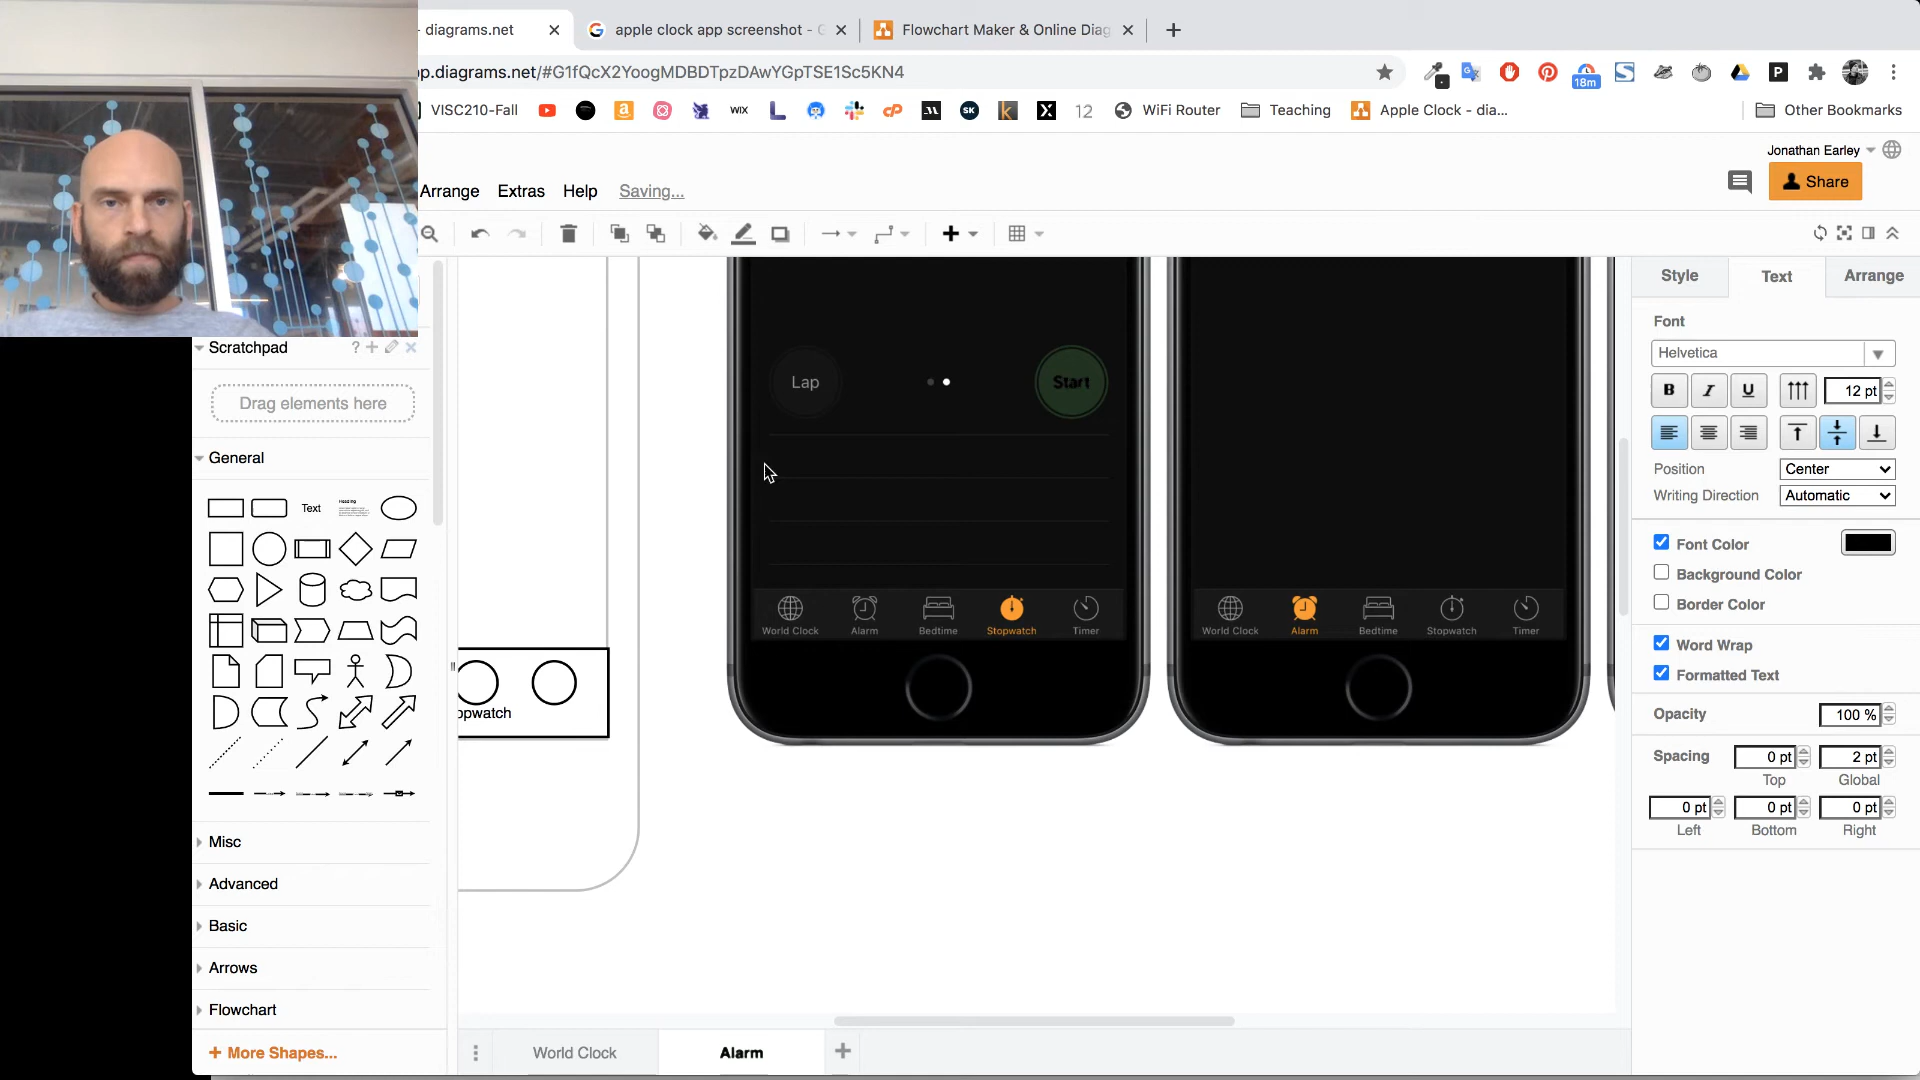 diagrams.net
apple clock app screenshot - G
Flowchart Maker & Online Diag
p.diagrams.net/#G1fQcX2YoogMDBDTpzDAwYGpTSE1Sc5KN4
18m
P
VISC210-Fall
WIX
SK
12
WiFi Router
Teaching
Apple Clock - dia...
Other Bookmarks
Jonathan Earley
Share
Arrange
Extras
Help
Saving...
Scratchpad
?
Drag elements here
General
Text
Heading
Misc
Advanced
Basic
Arrows
Flowchart
+ More Shapes...
opwatch
Lap
Start
World Clock
Alarm
Bedtime
Stopwatch
Timer
World Clock
Alarm
Bedtime
Stopwatch
Timer
World Clock
Alarm
Style
Text
Arrange
Font
Helvetica
B
I
U
12 pt
Position
Center
Writing Direction
Automatic
Font Color
Background Color
Border Color
Word Wrap
Formatted Text
Opacity
100 %
Spacing
0 pt
2 pt
Top
Global
0 pt
0 pt
0 pt
Left
Bottom
Right